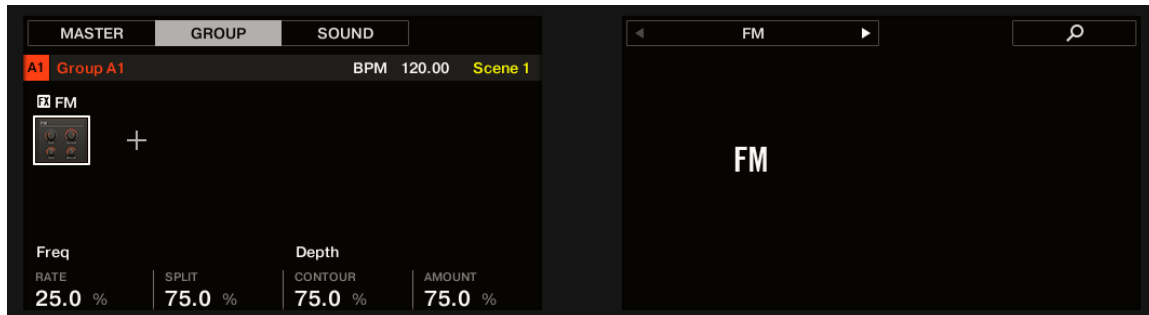 MASTER GROUP SOUND
A1 Group A1 BPM 120.00 Scene 1
FX FM
FM
Freq Depth
RATE SPLIT CONTOUR AMOUNT
25.0 % 75.0 % 75.0 % 75.0 %
FM
FM